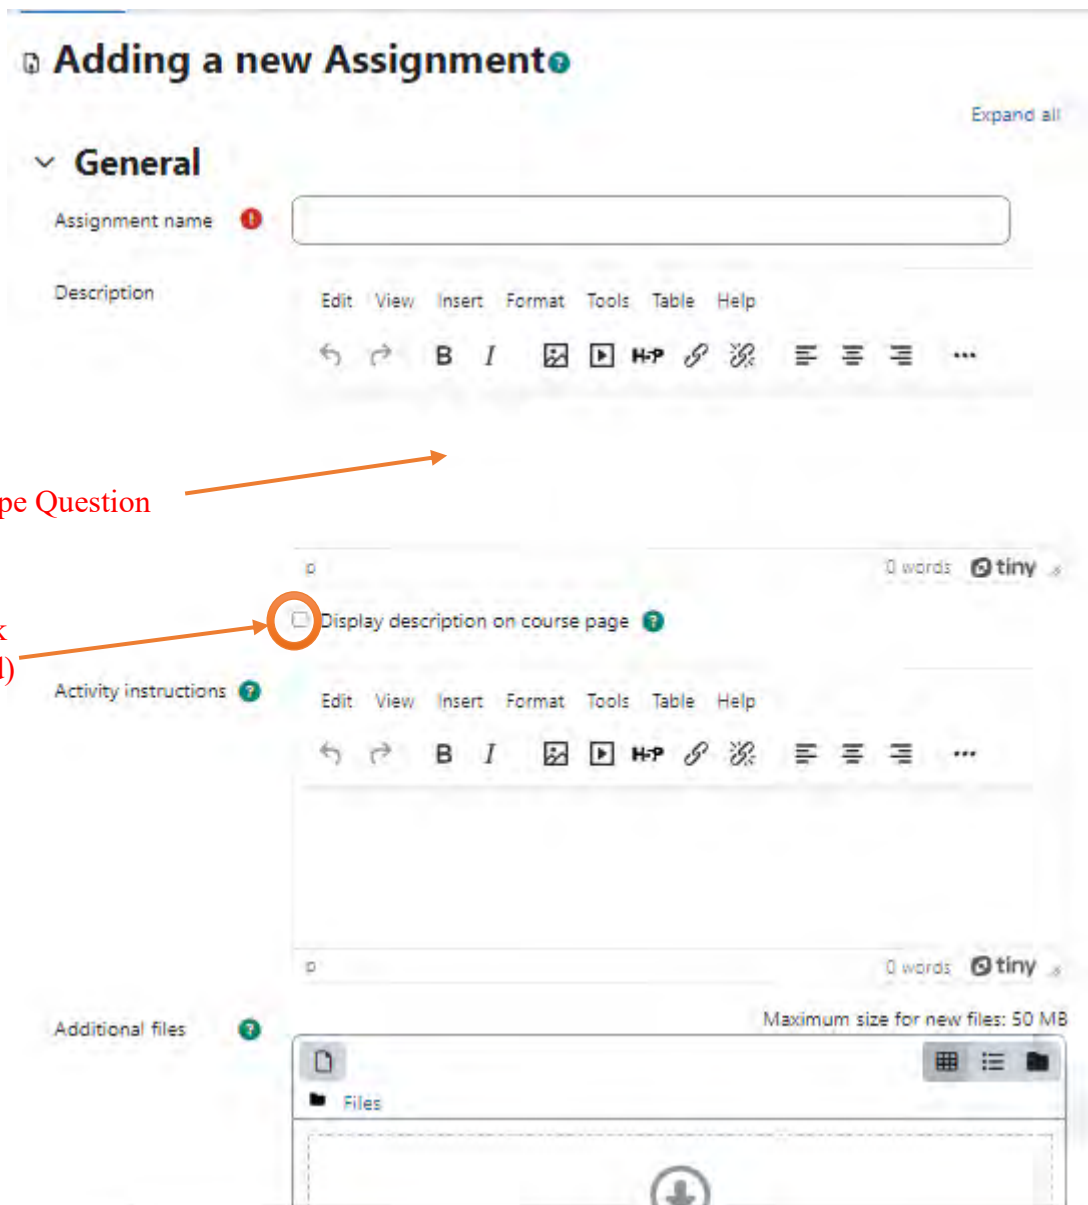 Adding a new Assignment
Expand all
General
Assignment name
Description
Edit View Insert Format Tools Table Help
B I H-P
pe Question
p 0 words tiny
Display description on course page
k
l)
Activity instructions
Edit View Insert Format Tools Table Help
B I H-P
p 0 words tiny
Additional files
Maximum size for new files: 50 MB
Files